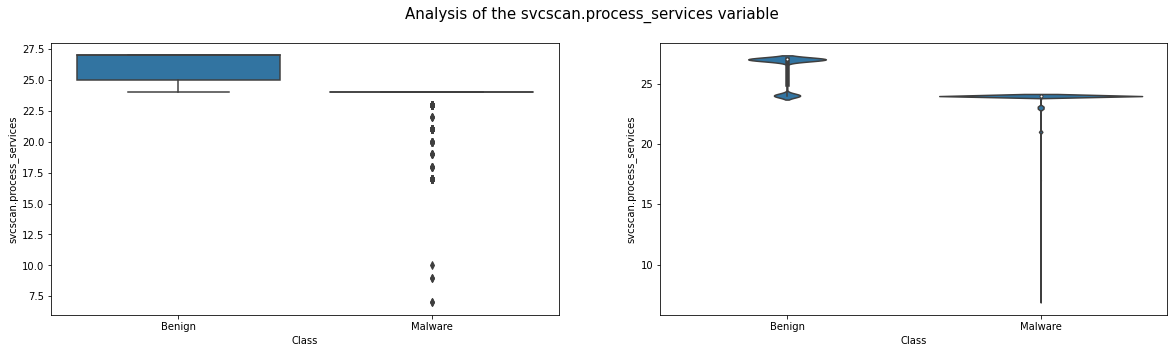 Analysis of the svcscan.process_services variable
svcscan.process_services
27.5
25.0
22.5
20.0
17.5
15.0
12.5
10.0
7.5
Benign
Malware
Class
svcscan.process_services
25
20
15
10
Benign
Malware
Class